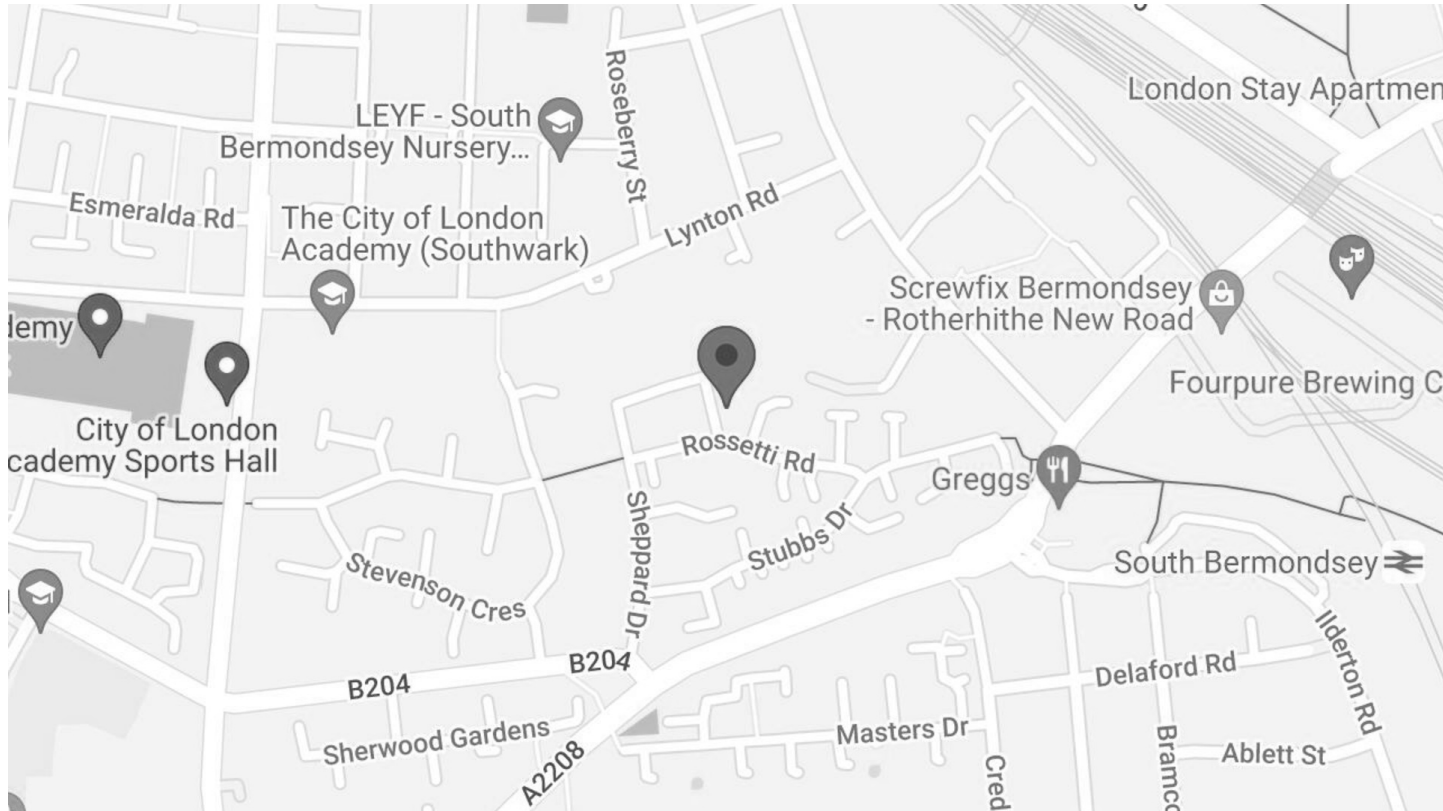 London Stay Apartmen
LEYF - South
Bermondsey Nursery...
Roseberry St
Esmeralda Rd
The City of London
Academy (Southwark)
Lynton Rd
Screwfix Bermondsey
- Rotherhithe New Road
demy
Fourpure Brewing C
City of London
cademy Sports Hall
Rossetti Rd
Greggs
Sheppard Dr
Stubbs Dr
South Bermondsey
Stevenson Cres
Ilderton Rd
B204
B204
Delaford Rd
Sherwood Gardens
Masters Dr
A2208
Cred
Bramco
Ablett St